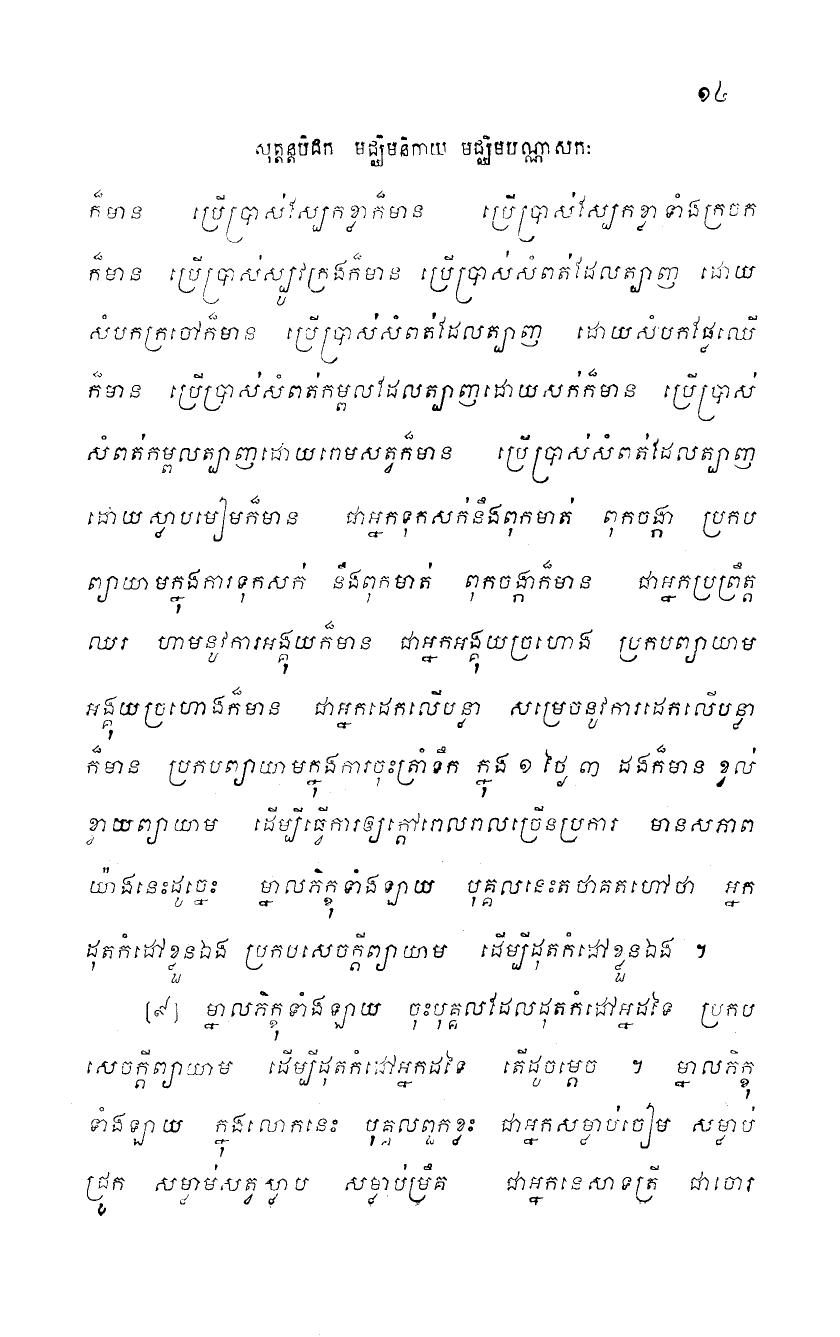 ១៤
សុត្តន្តបិដក មជ្ឈិមនិកាយ មជ្ឈិមបណ្ណាសកៈ
ក៏មាន ប្រើប្រាស់ស្បែកខ្លាក៏មាន ប្រើប្រាស់ស្បែកខ្លាទាំងក្រចក
ក៏មាន ប្រើប្រាស់ស្បូវក្រងក៏មាន ប្រើប្រាស់សំពត់ដែលត្បាញ ដោយ
សំបកក្រចៅក៏មាន ប្រើប្រាស់សំពត់ដែលត្បាញ ដោយសំបកផ្លែឈើ
ក៏មាន ប្រើប្រាស់សំពត់កម្ពលដែលត្បាញដោយសក់ក៏មាន ប្រើប្រាស់
សំពត់កម្ពលត្បាញដោយរោមសត្វក៏មាន ប្រើប្រាស់សំពត់ដែលត្បាញ
ដោយស្លាបមៀមក៏មាន ជាអ្នកទុកសក់នឹងពុកមាត់ ពុកចង្កា ប្រកប
ព្យាយាមក្នុងការទុកសក់ នឹងពុកមាត់ ពុកចង្កាក៏មាន ជាអ្នកប្រព្រឹត្ត
ឈរ ហាមនូវការអង្គុយក៏មាន ជាអ្នកអង្គុយច្រហោង ប្រកបព្យាយាម
អង្គុយច្រហោងក៏មាន ជាអ្នកដេកលើបន្លា សម្រេចនូវការដេកលើបន្លា
ក៏មាន ប្រកបព្យាយាមក្នុងការចុះត្រាំទឹក ក្នុង ១ ថ្ងៃ ៣ ដងក៏មាន ខ្វល់
ខ្វាយព្យាយាម ដើម្បីធ្វើការឲ្យក្តៅរោលរាលច្រើនប្រការ មានសភាព
យ៉ាងនេះដូច្នេះ ម្នាលភិក្ខុទាំងឡាយ បុគ្គលនេះតថាគតហៅថា អ្នក
ដុតកំដៅខ្លួនឯង ប្រកបសេចក្តីព្យាយាម ដើម្បីដុតកំដៅខ្លួនឯង ។
[៩] ម្នាលភិក្ខុទាំងឡាយ ចុះបុគ្គលដែលដុតកំដៅអ្នដទៃ ប្រកប
សេចក្តីព្យាយាម ដើម្បីដុតកំដៅអ្នកដទៃ តើដូចម្តេច ។ ម្នាលភិក្ខុ
ទាំងឡាយ ក្នុងលោកនេះ បុគ្គលពួកខ្លះ ជាអ្នកសម្លាប់ចៀម សម្លាប់
ជ្រូក សម្លាម់សត្វស្លាប សម្លាប់ម្រឹគ ជាអ្នកនេសាទត្រី ជាចោរ